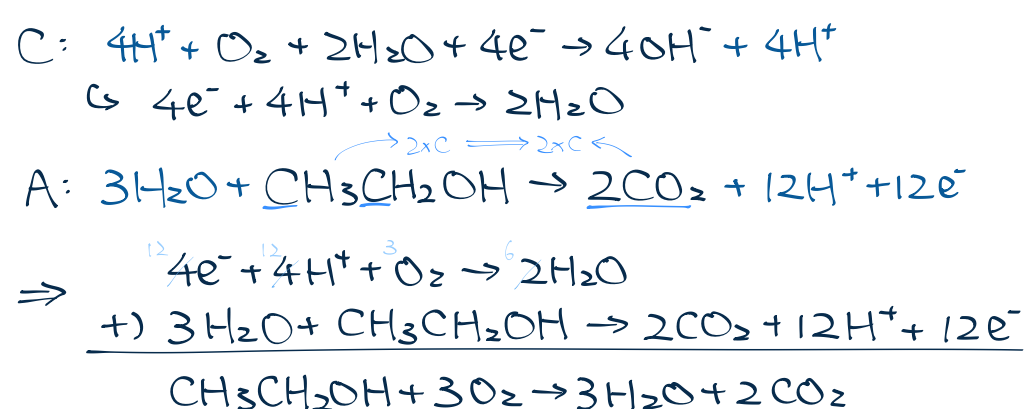 C: 4H⁺ + O₂ + 2H₂O + 4e⁻ → 4OH⁻ + 4H⁺
↳ 4e⁻ + 4H⁺ + O₂ → 2H₂O
2×C ⟹ 2×C
A: 3H₂O + CH₃CH₂OH → 2CO₂ + 12H⁺ + 12e⁻
12 12 3 6
⇒ 4e⁻ + 4H⁺ + O₂ → 2H₂O
+) 3H₂O + CH₃CH₂OH → 2CO₂ + 12H⁺ + 12e⁻
CH₃CH₂OH + 3O₂ → 3H₂O + 2CO₂